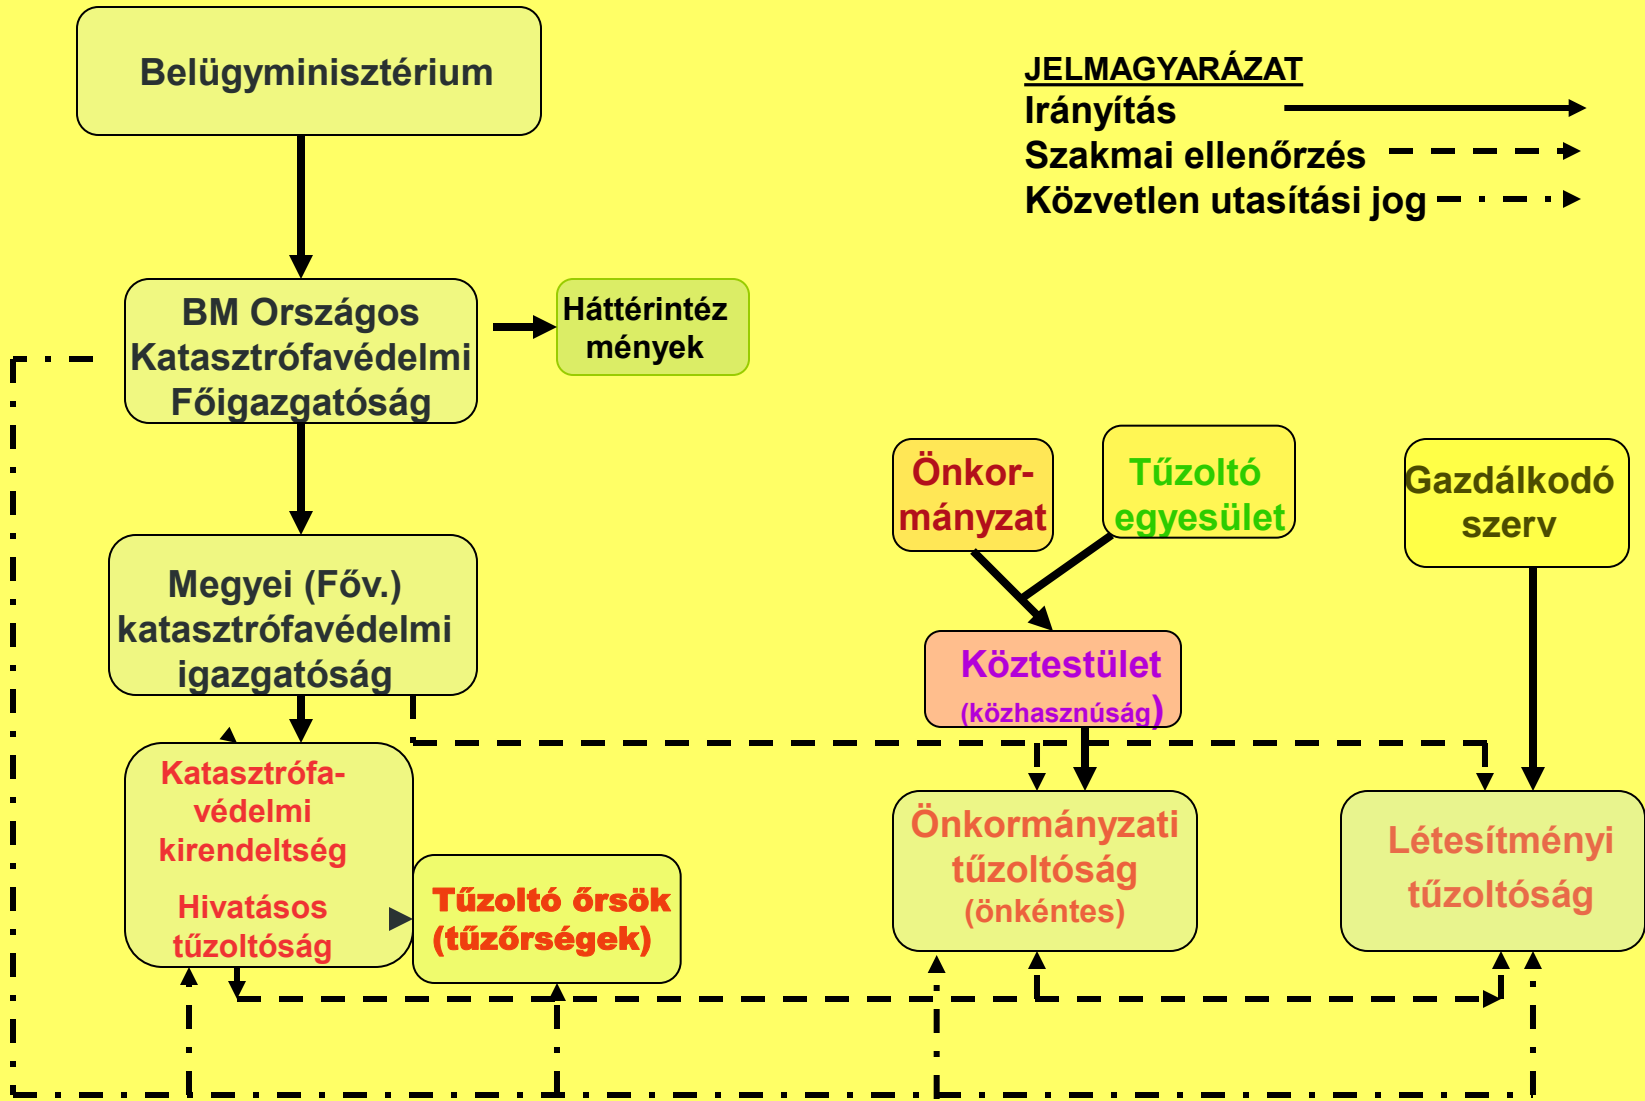 Belügyminisztérium
JELMAGYARÁZAT
Irányítás
Szakmai ellenőrzés
Közvetlen utasítási jog
BM Országos
Katasztrófavédelmi
Főigazgatóság
Háttérintéz
mények
Önkor-
mányzat
Tűzoltó
egyesület
Gazdálkodó
szerv
Megyei (Főv.)
katasztrófavédelmi
igazgatóság
Köztestület
(közhasznúság)
Katasztrófa-
védelmi
kirendeltség
Hivatásos
tűzoltóság
Tűzoltó őrsök
(tűzőrségek)
Önkormányzati
tűzoltóság
(önkéntes)
Létesítményi
tűzoltóság